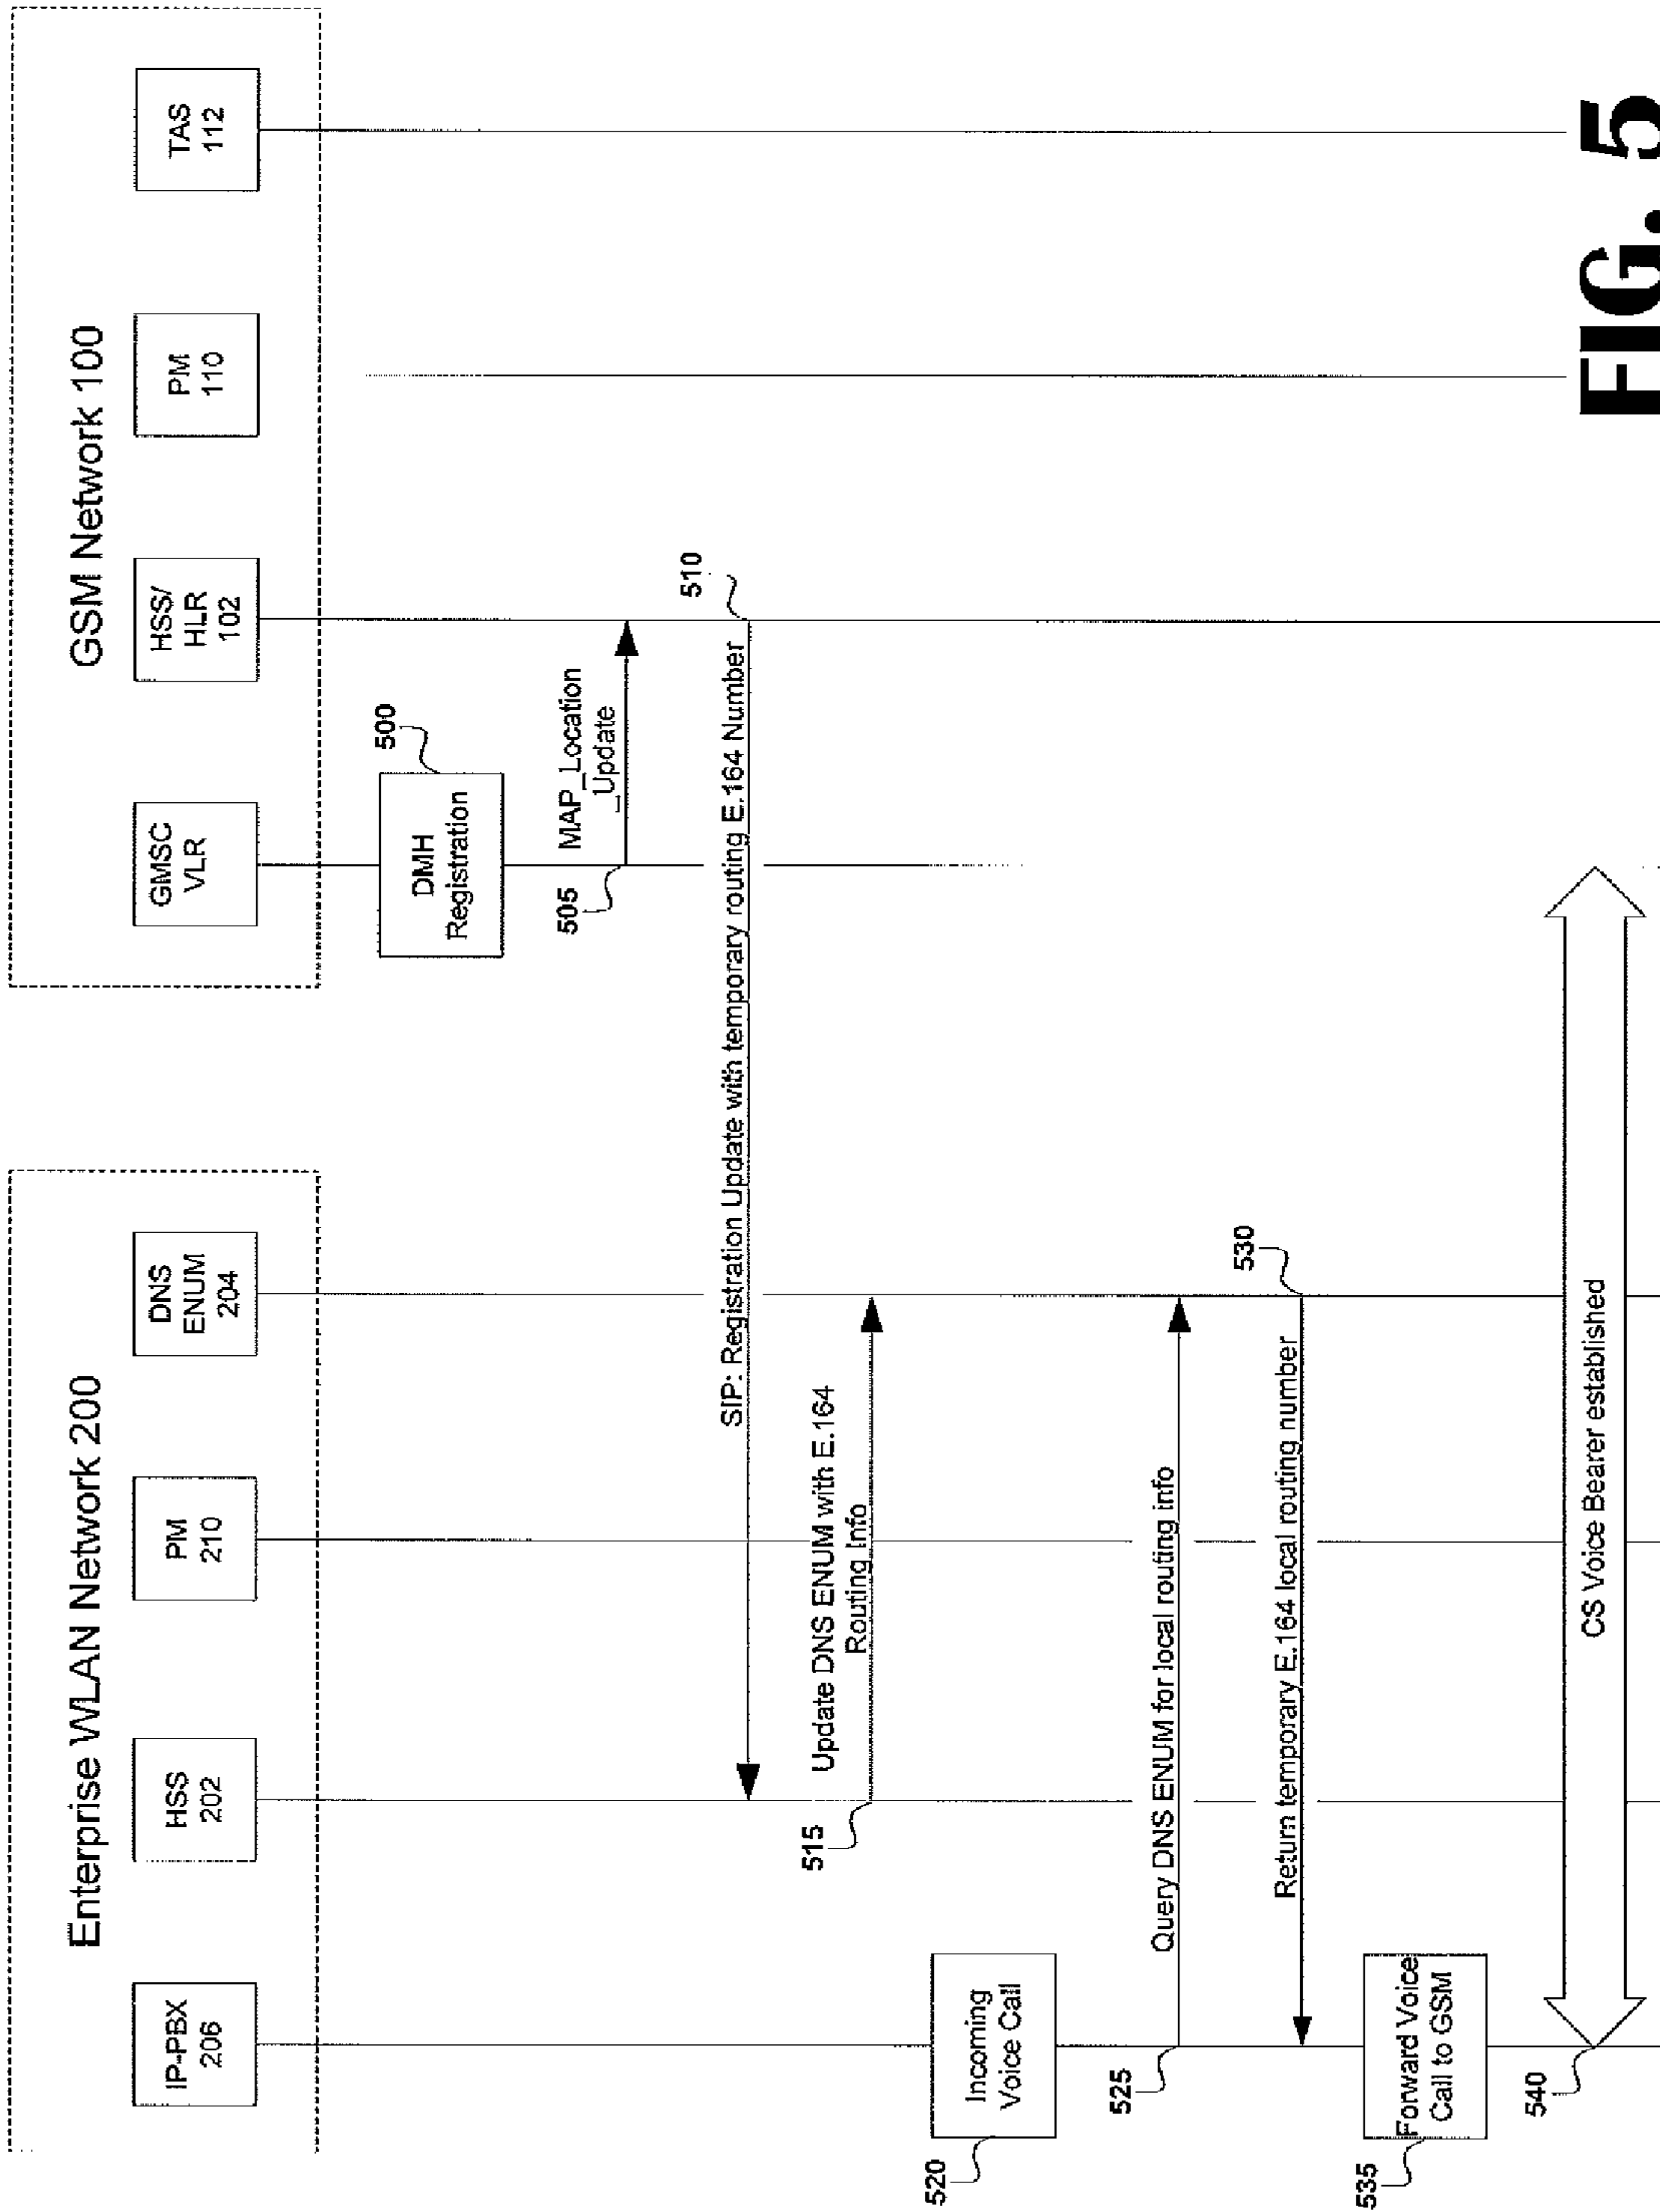 Enterprise WLAN Network 200
GSM Network 100
IP-PBX
206
HSS
202
PM
210
DNS
ENUM
204
GMSC
VLR
HSS/
HLR
102
PM
110
TAS
112
DMH
Registration
500
MAP_Location
_Update
505
510
SIP: Registration Update with temporary routing E.164 Number
Update DNS ENUM with E.164
Routing Info
515
Incoming
Voice Call
520
Query DNS ENUM for local routing info
525
530
Return temporary E.164 local routing number
Forward Voice
Call to GSM
535
CS Voice Bearer established
540
FIG. 5